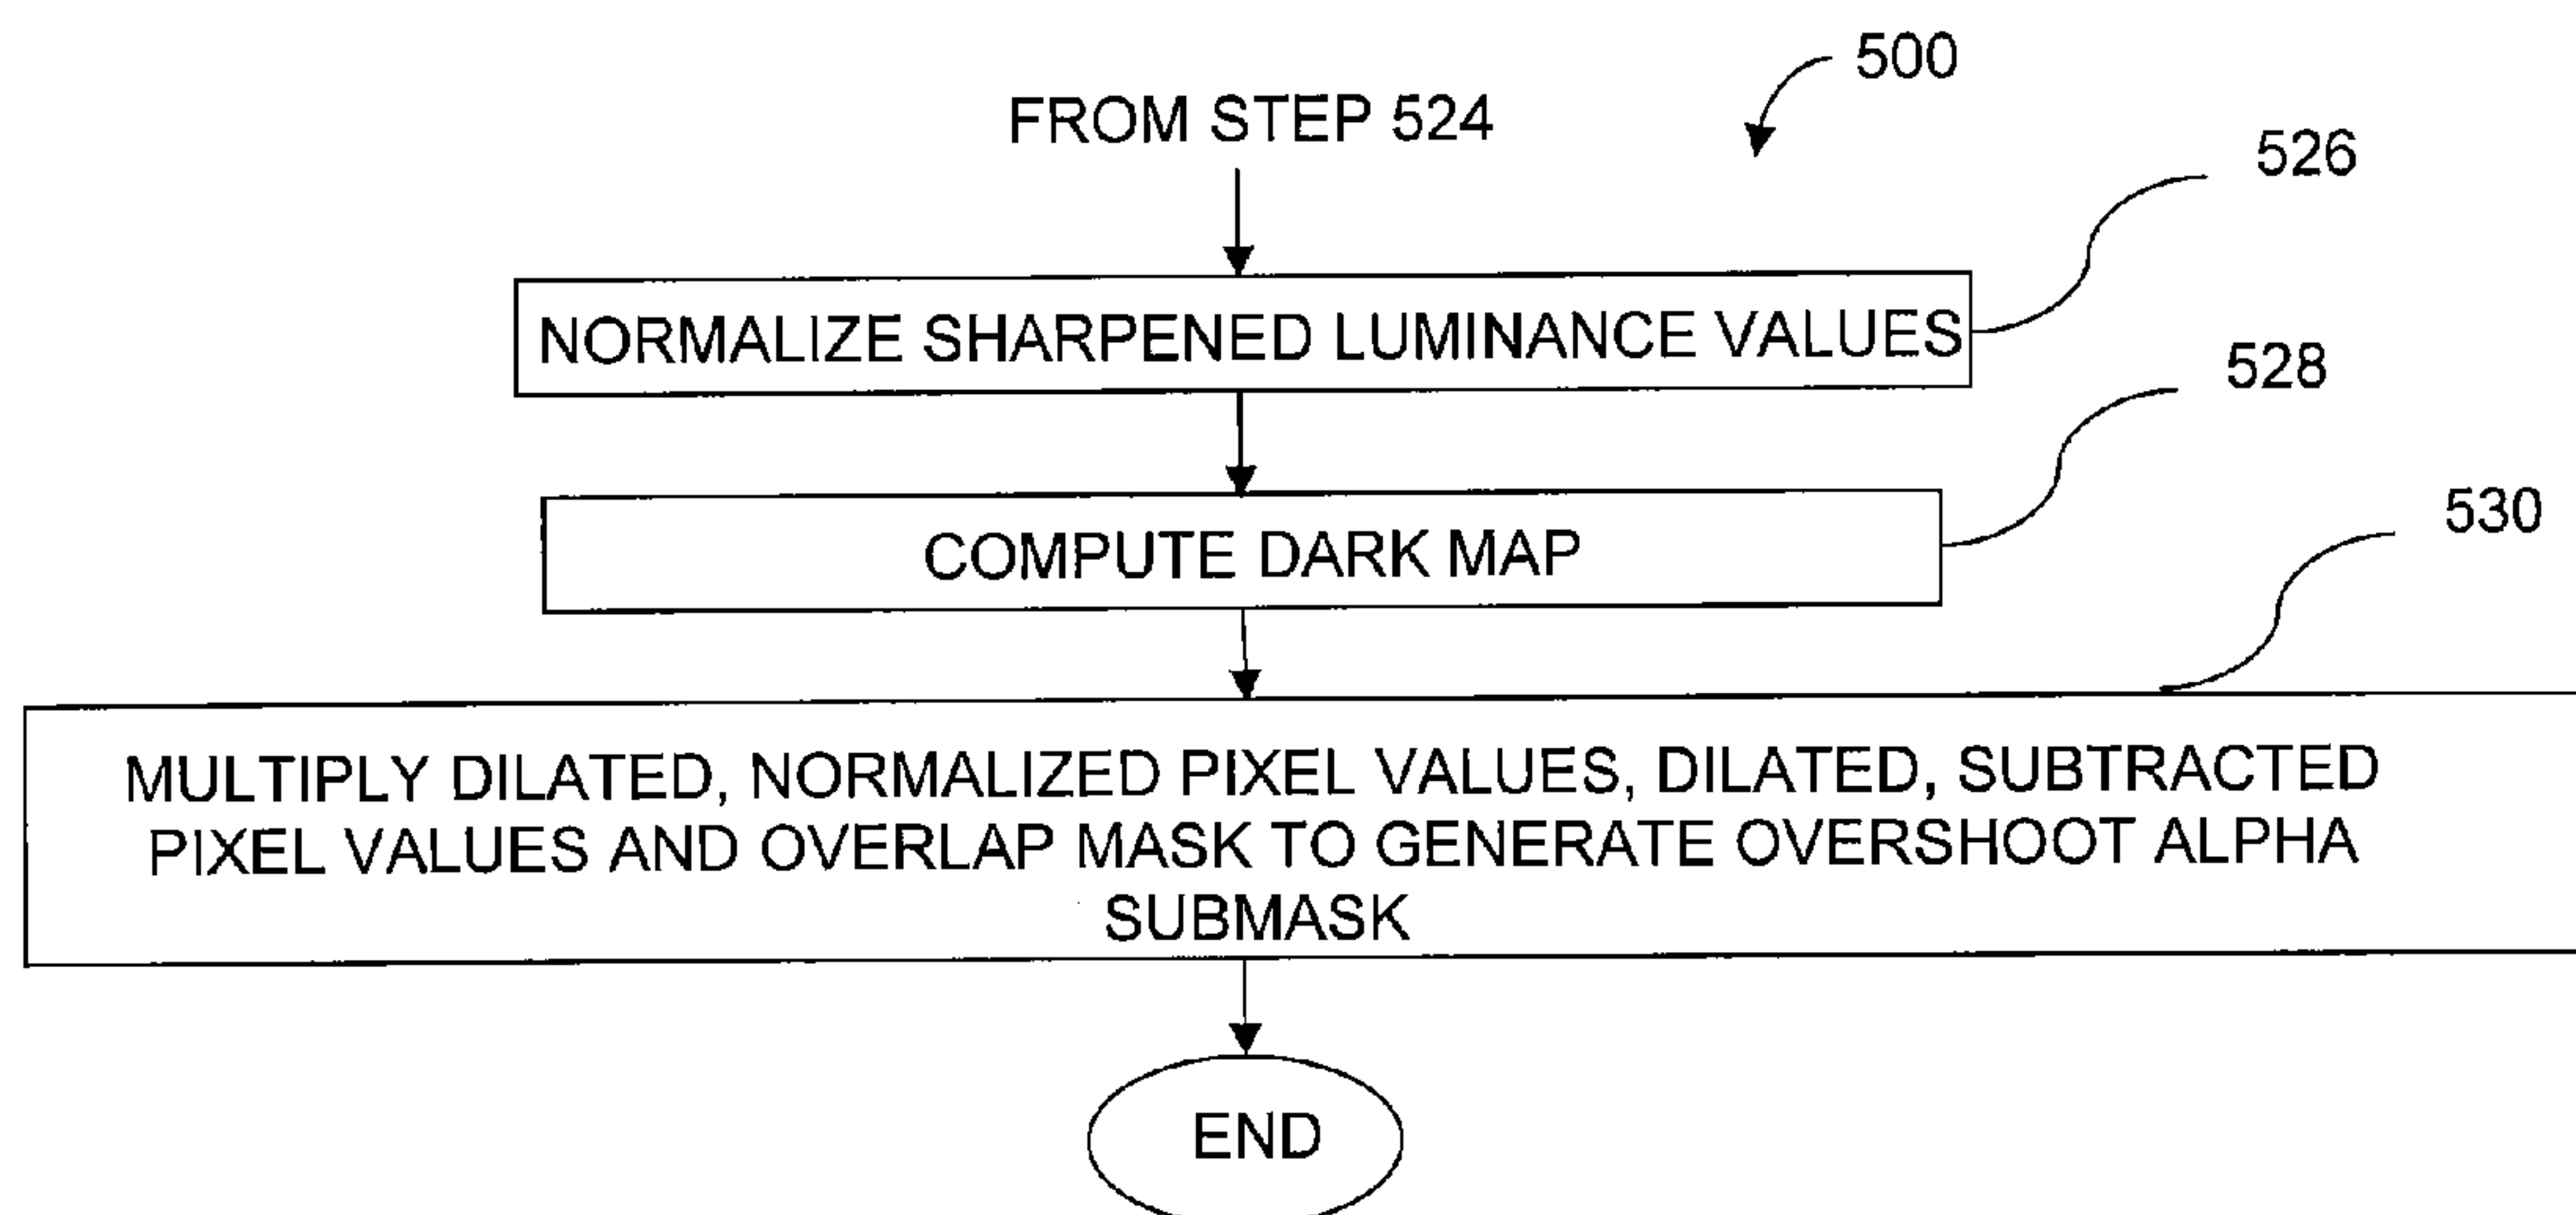 500
FROM STEP 524
526
NORMALIZE SHARPENED LUMINANCE VALUES
528
COMPUTE DARK MAP
530
MULTIPLY DILATED, NORMALIZED PIXEL VALUES, DILATED, SUBTRACTED
PIXEL VALUES AND OVERLAP MASK TO GENERATE OVERSHOOT ALPHA
SUBMASK
END